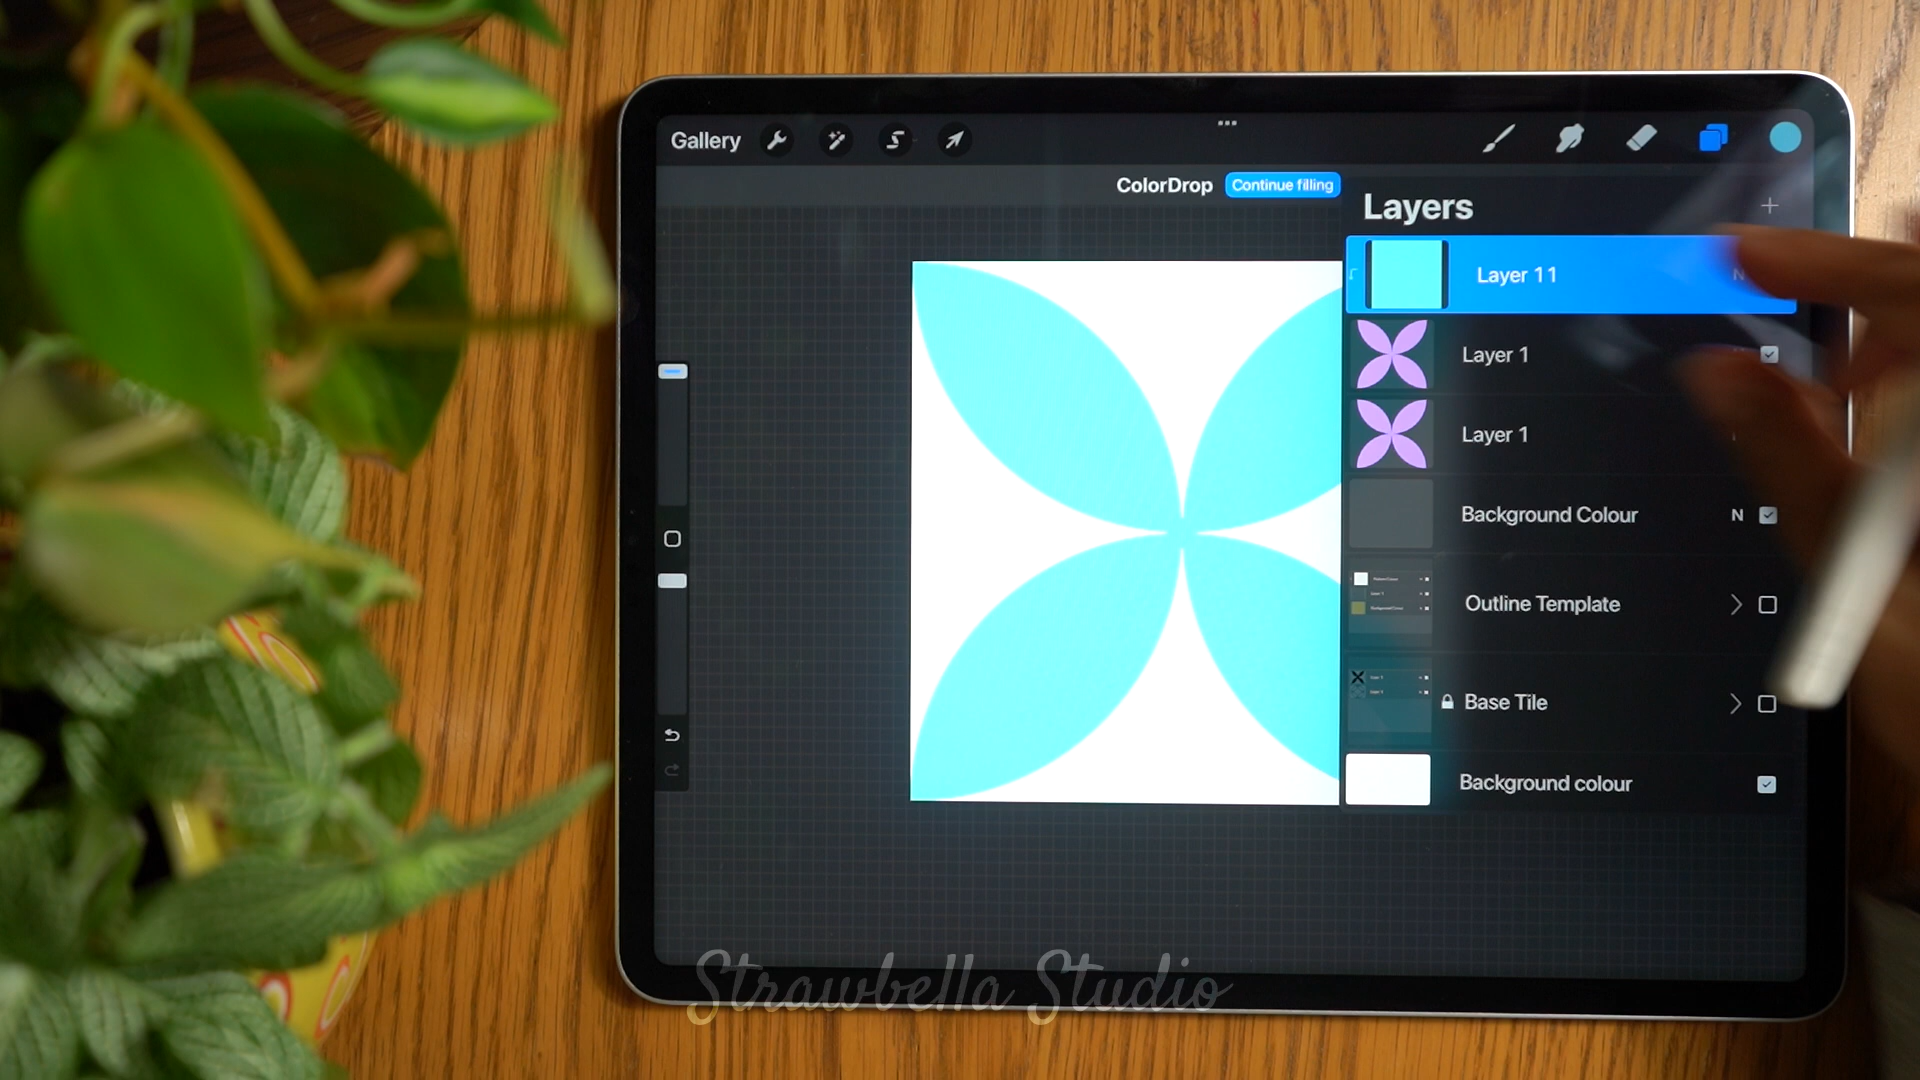 Gallery
ColorDrop Continue filling
Layers
Layer 11 N
Layer 1
Layer 1
Background Colour N
Outline Template
Base Tile
Background colour
Strawbella Studio